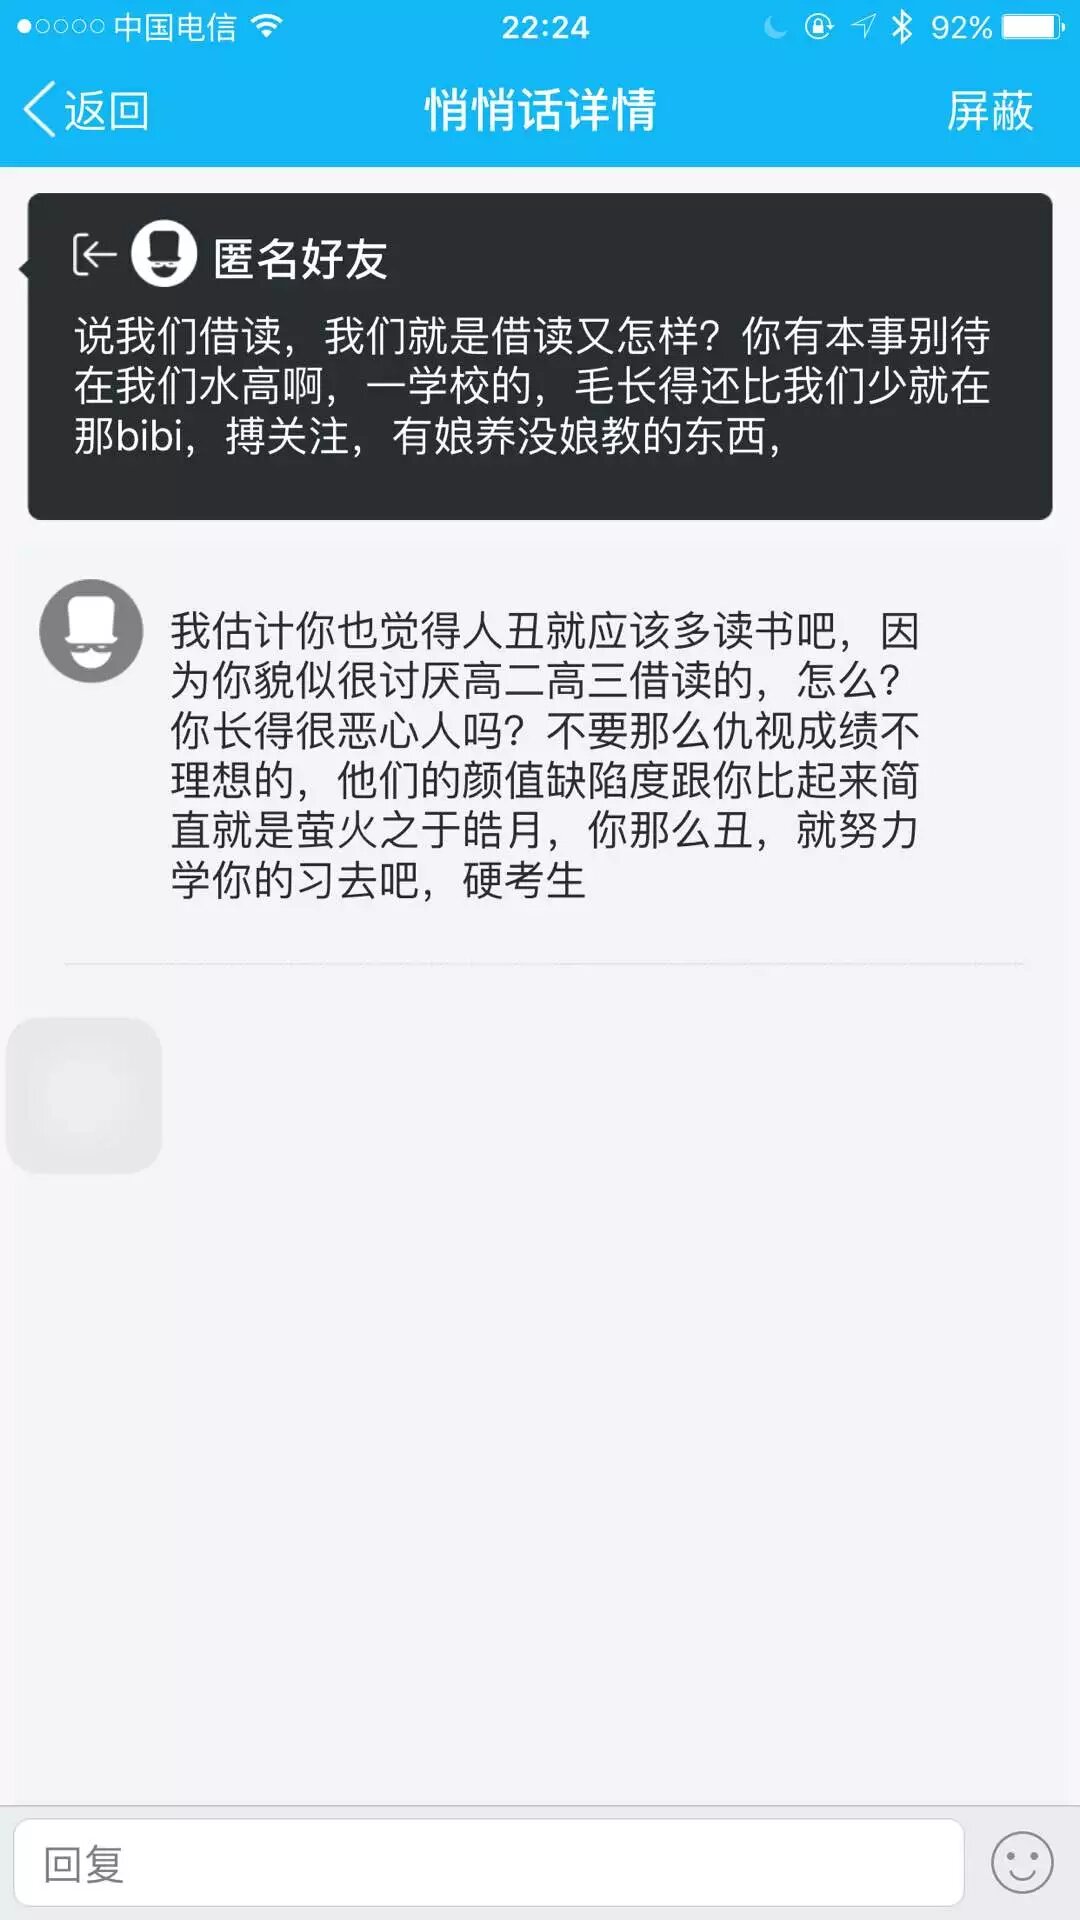 中国电信
22:24
92%
返回
悄悄话详情
屏蔽
匿名好友
说我们借读，我们就是借读又怎样？你有本事别待
在我们水高啊，一学校的，毛长得还比我们少就在
那bibi，搏关注，有娘养没娘教的东西，
我估计你也觉得人丑就应该多读书吧，因
为你貌似很讨厌高二高三借读的，怎么？
你长得很恶心人吗？不要那么仇视成绩不
理想的，他们的颜值缺陷度跟你比起来简
直就是萤火之于皓月，你那么丑，就努力
学你的习去吧，硬考生
回复